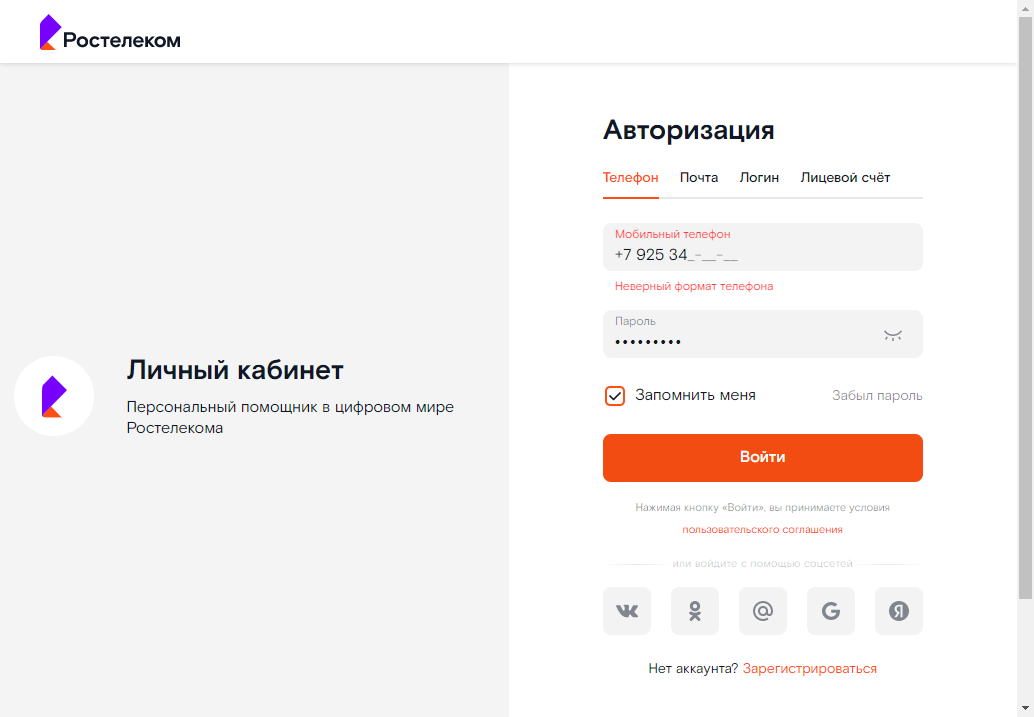 Ростелеком
Авторизация
Телефон Почта Логин Лицевой счёт
Мобильный телефон
+7 925 34_-__-__
Неверный формат телефона
Пароль
•••••••••
Запомнить меня Забыл пароль
Войти
Нажимая кнопку «Войти», вы принимаете условия
пользовательского соглашения
или войдите с помощью соцсетей
Нет аккаунта? Зарегистрироваться
Личный кабинет
Персональный помощник в цифровом мире
Ростелекома